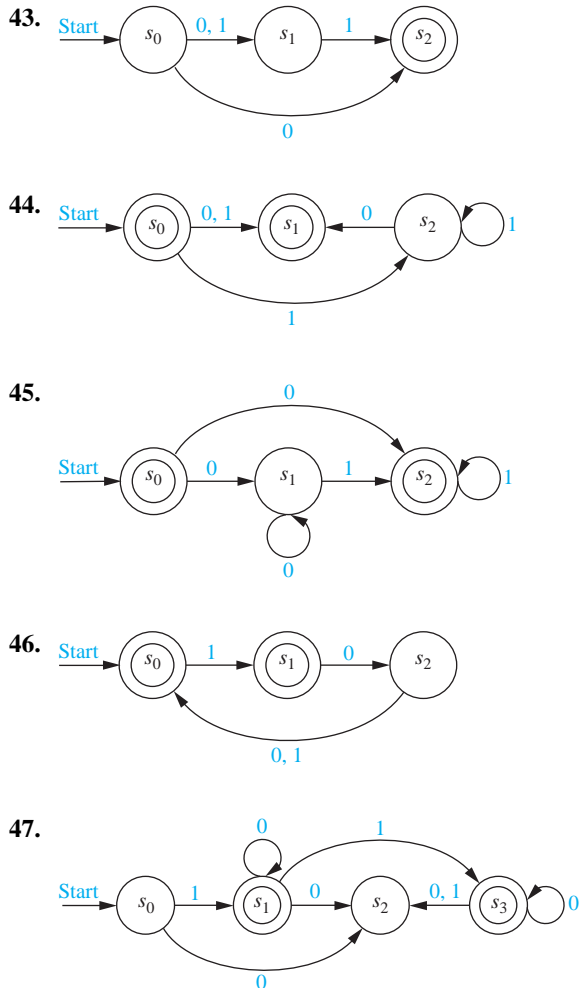 43. Start s0 0, 1 s1 1 s2
0
44. Start s0 0, 1 s1 0 s2 1
1
45.
0
Start s0 0 s1 1 s2 1
0
46. Start s0 1 s1 0 s2
0, 1
47.
0 1
Start s0 1 s1 0 s2 0, 1 s3 0
0